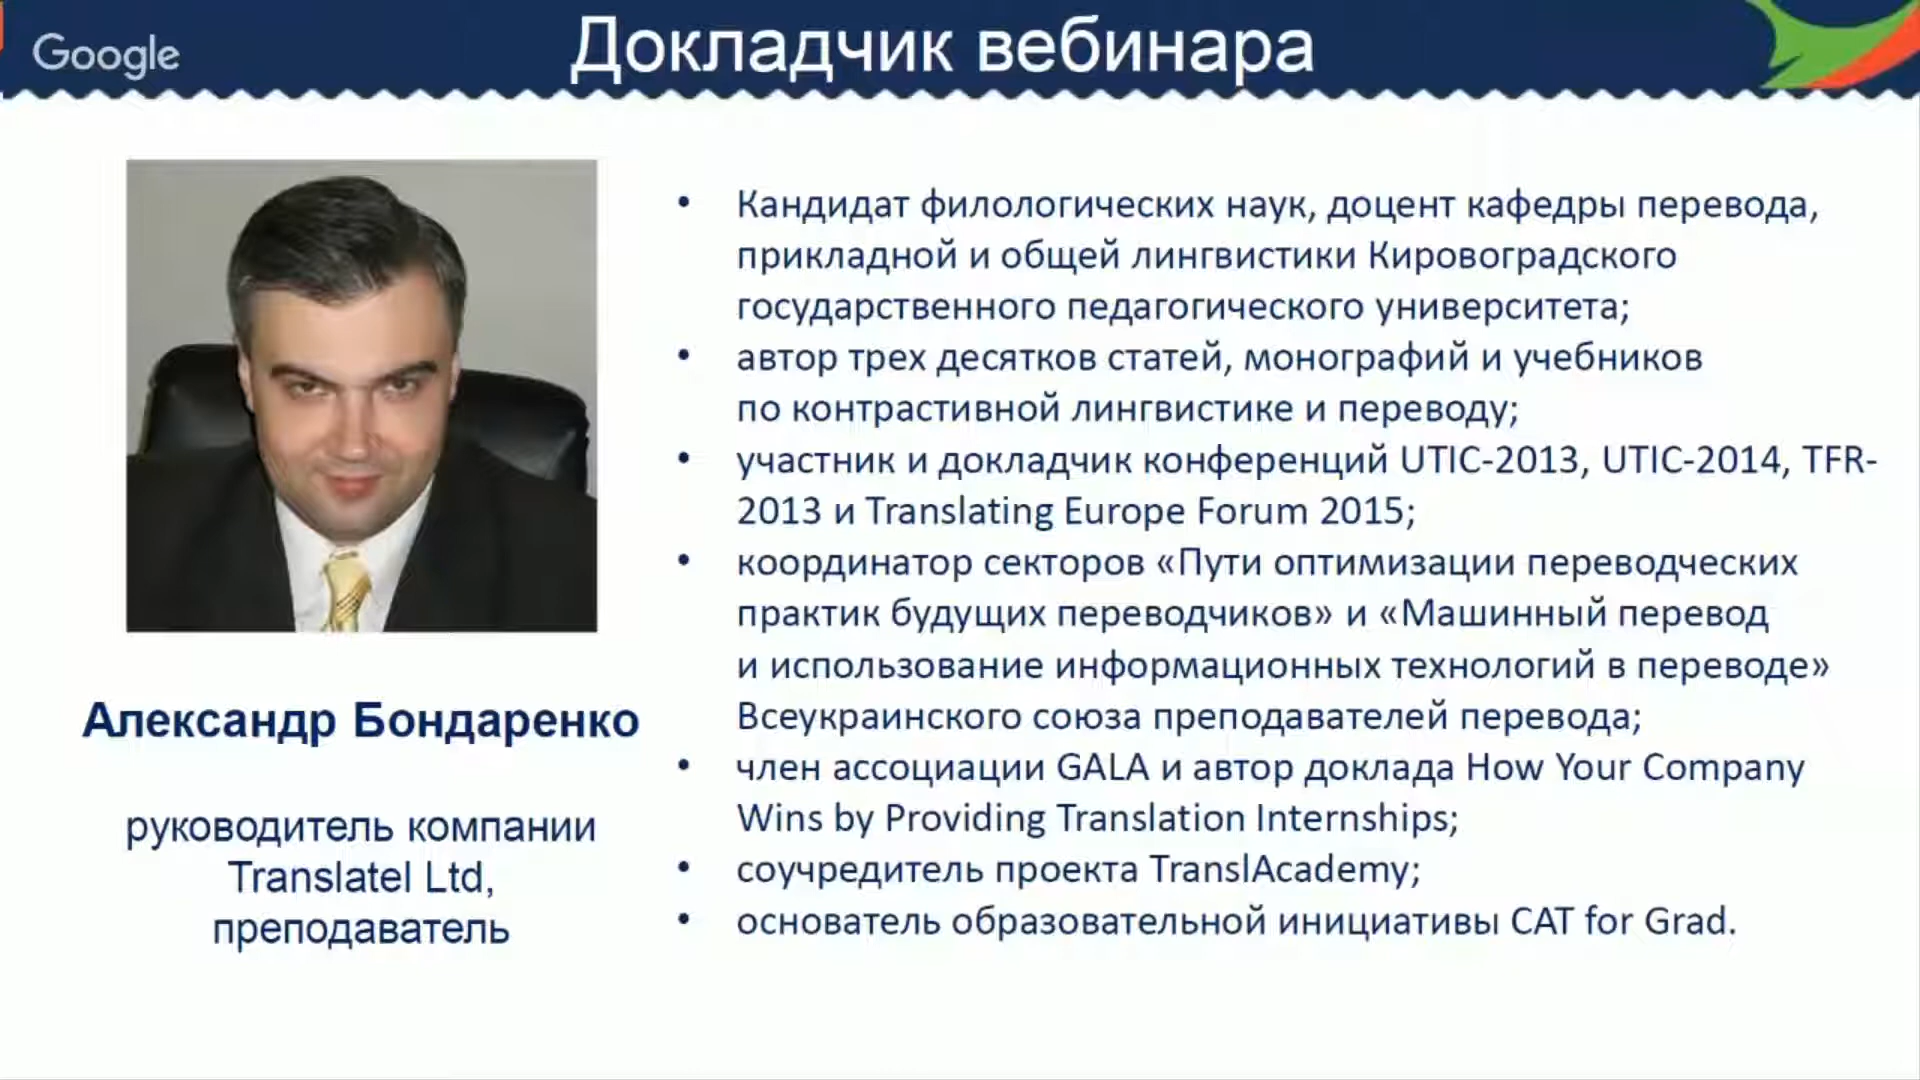 Google
Докладчик вебинара
Александр Бондаренко
руководитель компании
Translatel Ltd,
преподаватель
• Кандидат филологических наук, доцент кафедры перевода,
прикладной и общей лингвистики Кировоградского
государственного педагогического университета;
• автор трех десятков статей, монографий и учебников
по контрастивной лингвистике и переводу;
• участник и докладчик конференций UTIC-2013, UTIC-2014, TFR-
2013 и Translating Europe Forum 2015;
• координатор секторов «Пути оптимизации переводческих
практик будущих переводчиков» и «Машинный перевод
и использование информационных технологий в переводе»
Всеукраинского союза преподавателей перевода;
• член ассоциации GALA и автор доклада How Your Company
Wins by Providing Translation Internships;
• соучредитель проекта TranslAcademy;
• основатель образовательной инициативы CAT for Grad.